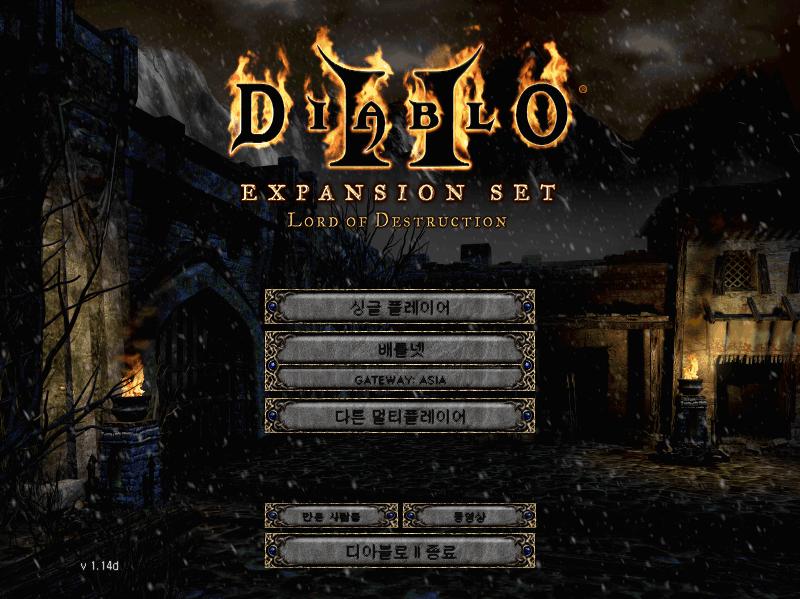 DIABLO II
EXPANSION SET
LORD OF DESTRUCTION
싱글 플레이어
배틀넷
GATEWAY: ASIA
다른 멀티플레이어
만든 사람들
동영상
디아블로 II 종료
v 1.14d